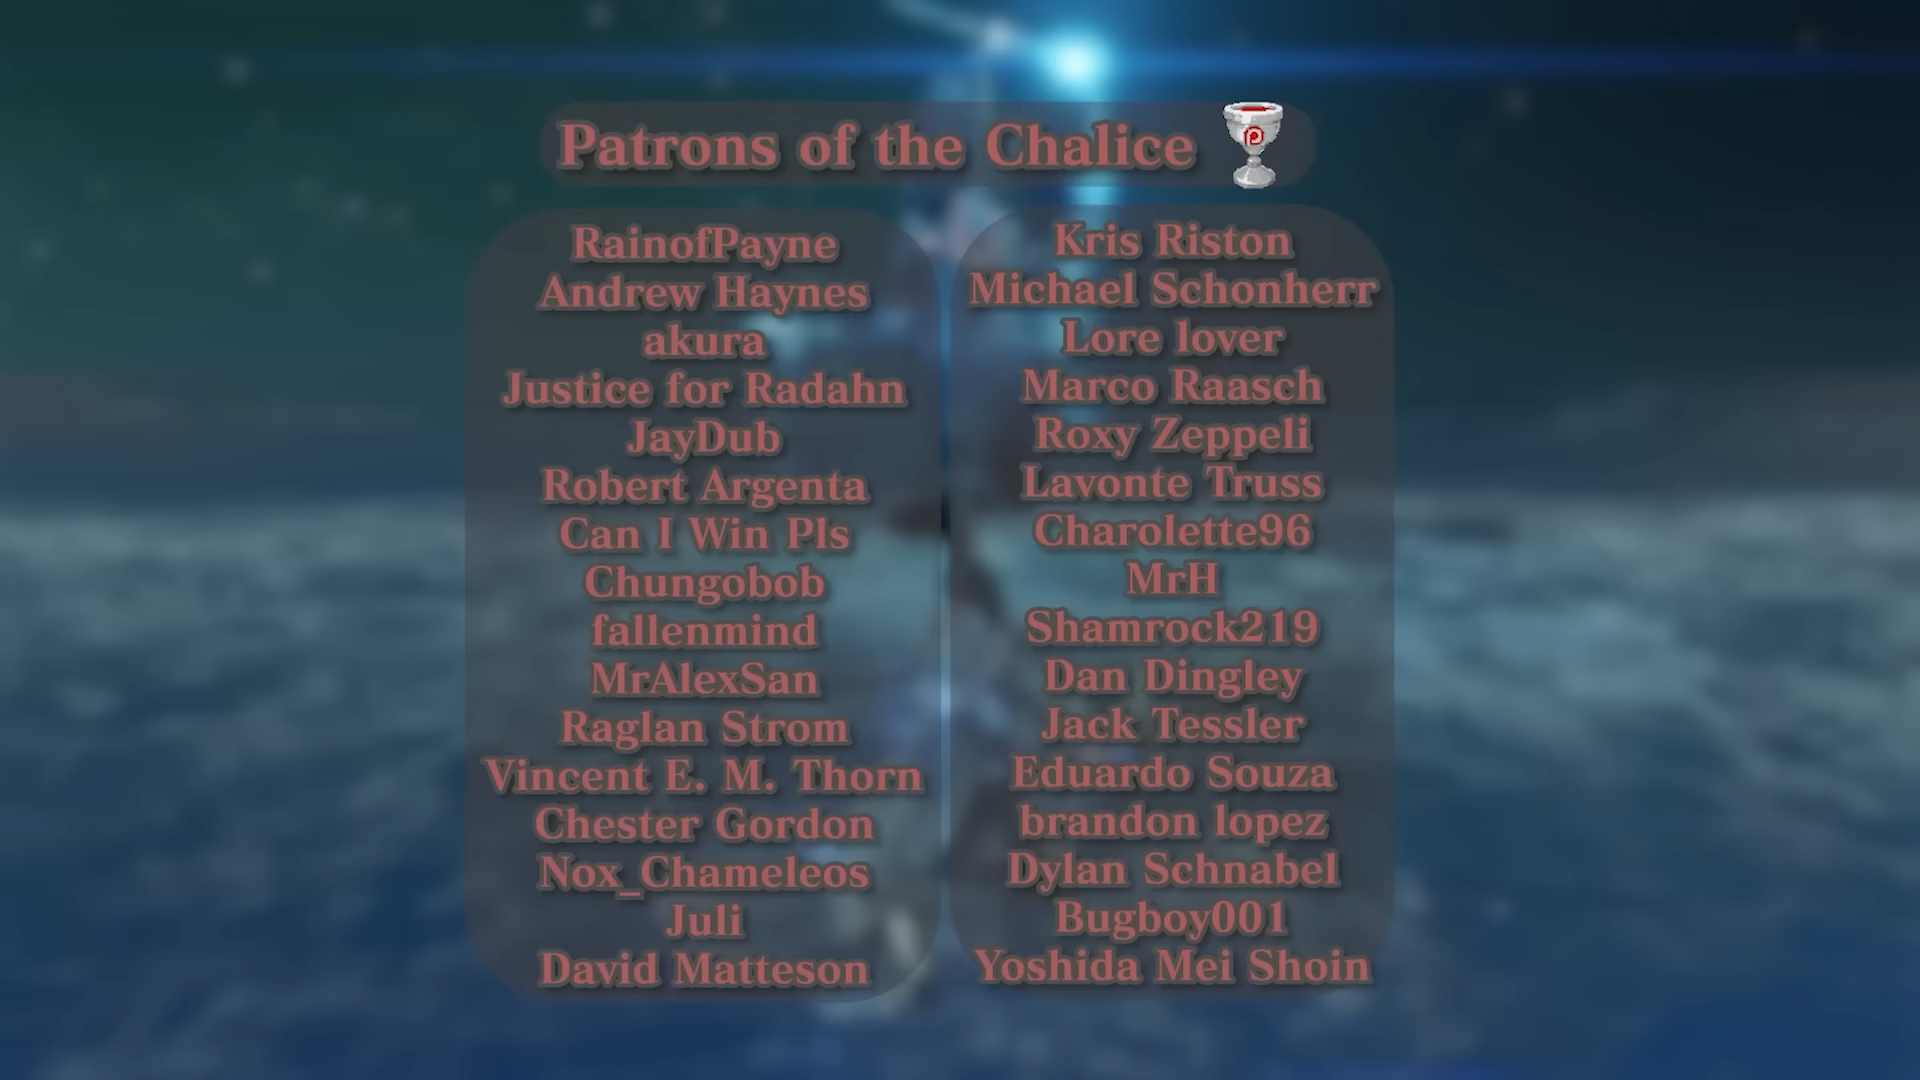 Patrons of the Chalice
RainofPayne
Andrew Haynes
akura
Justice for Radahn
JayDub
Robert Argenta
Can I Win Pls
Chungobob
fallenmind
MrAlexSan
Raglan Strom
Vincent E. M. Thorn
Chester Gordon
Nox_Chameleos
Juli
David Matteson
Kris Riston
Michael Schonherr
Lore lover
Marco Raasch
Roxy Zeppeli
Lavonte Truss
Charolette96
MrH
Shamrock219
Dan Dingley
Jack Tessler
Eduardo Souza
brandon lopez
Dylan Schnabel
Bugboy001
Yoshida Mei Shoin